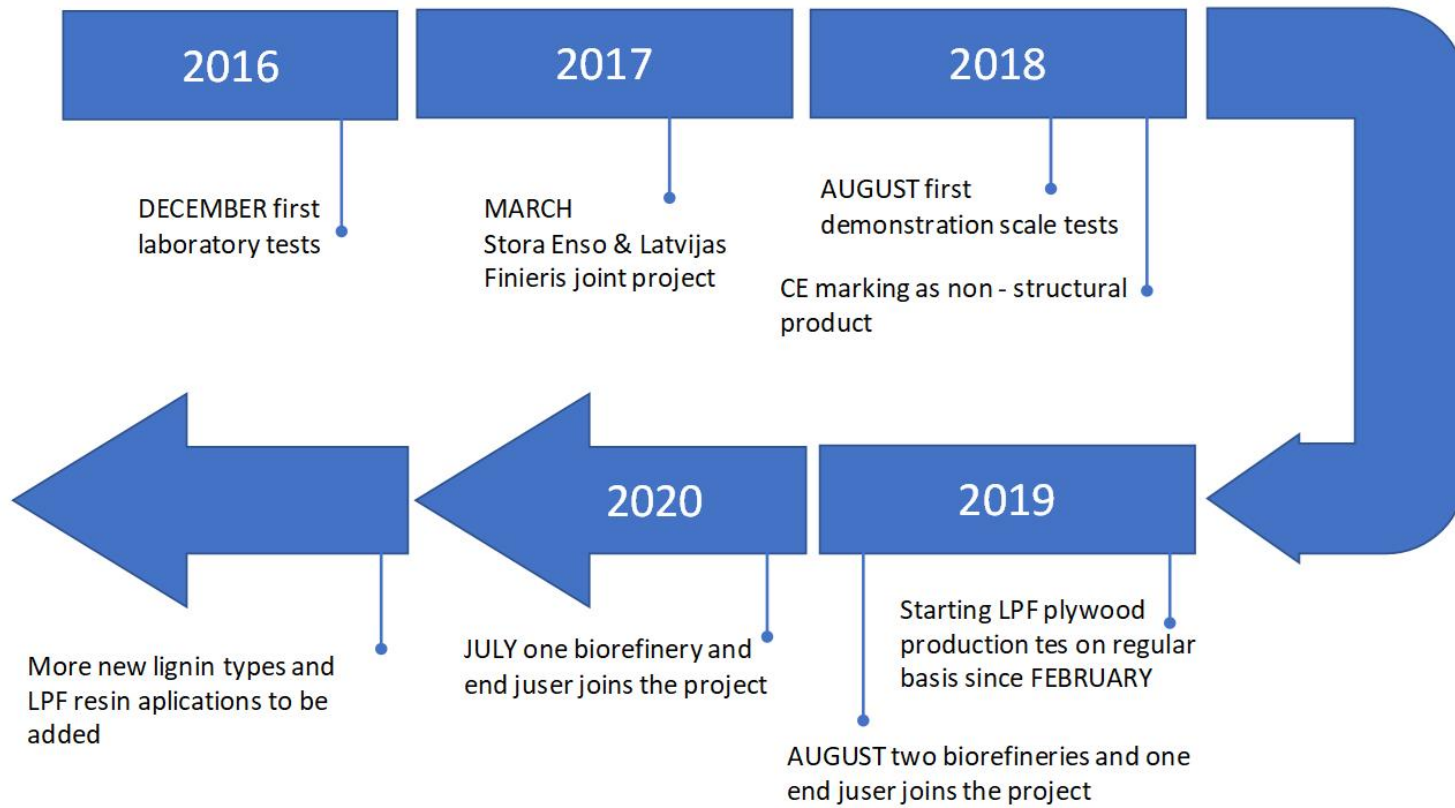 2016
2017
2018
DECEMBER first
laboratory tests
MARCH
Stora Enso & Latvijas
Finieris joint project
AUGUST first
demonstration scale tests
CE marking as non - structural
product
2019
Starting LPF plywood
production tes on regular
basis since FEBRUARY
AUGUST two biorefineries and one
end juser joins the project
2020
JULY one biorefinery and
end juser joins the project
More new lignin types and
LPF resin aplications to be
added